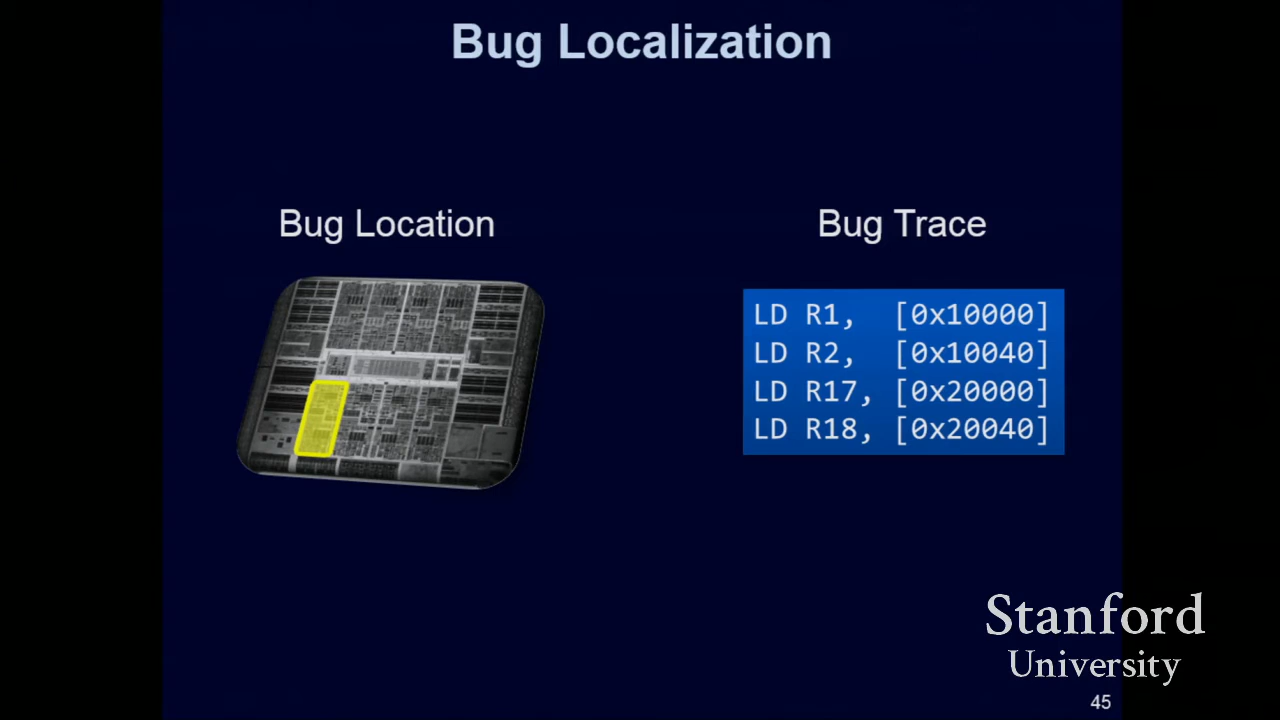 Bug Localization
Bug Location
Bug Trace
LD R1, [0x10000]
LD R2, [0x10040]
LD R17, [0x20000]
LD R18, [0x20040]
Stanford
University
45